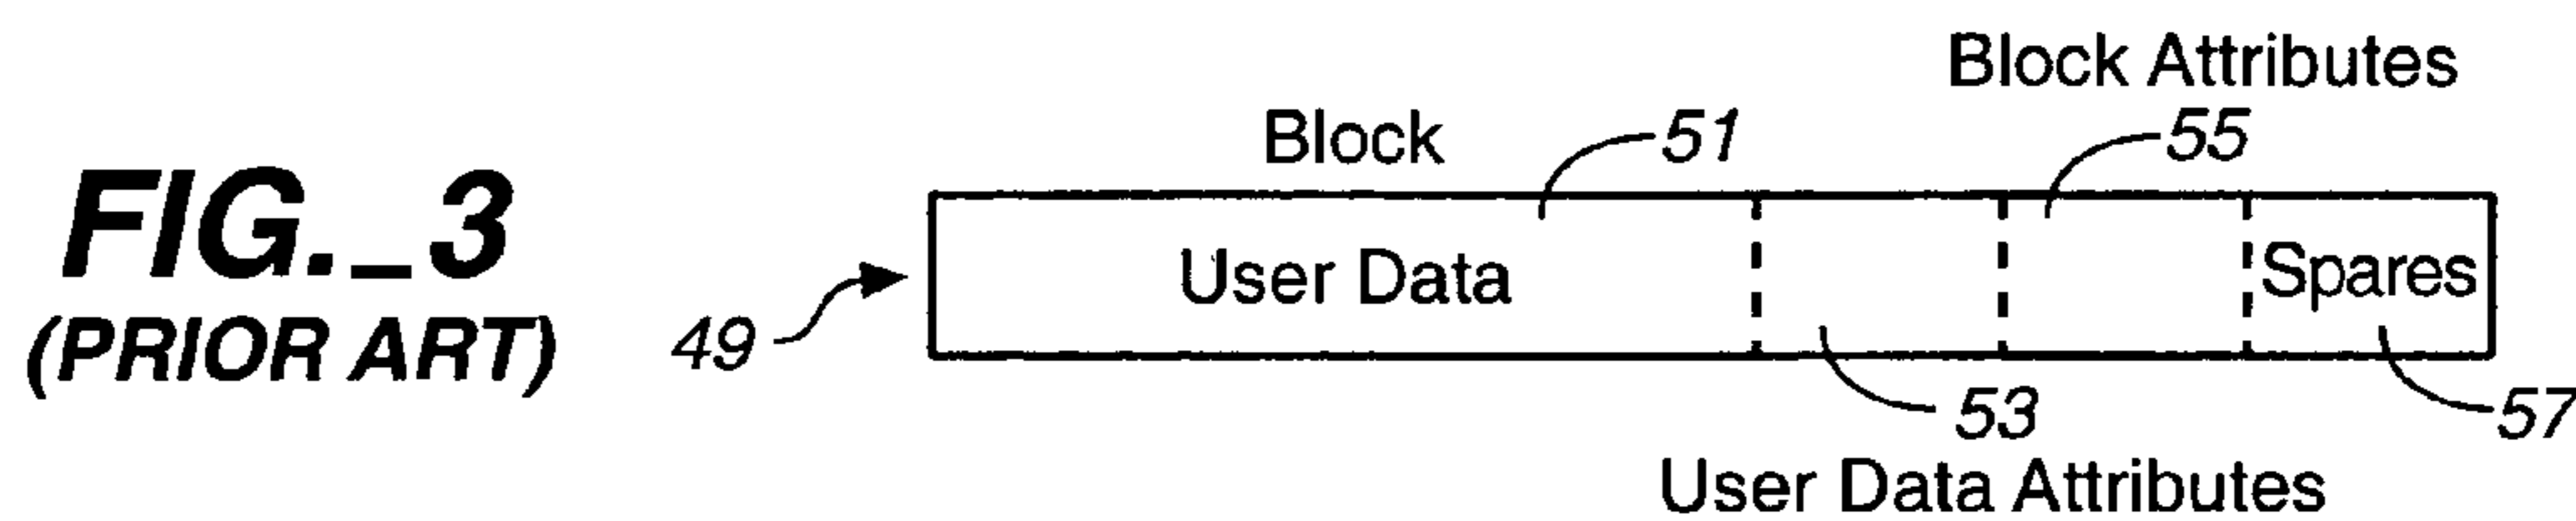 FIG._3
(PRIOR ART)
Block Attributes
Block
51
55
User Data
Spares
49
53
57
User Data Attributes